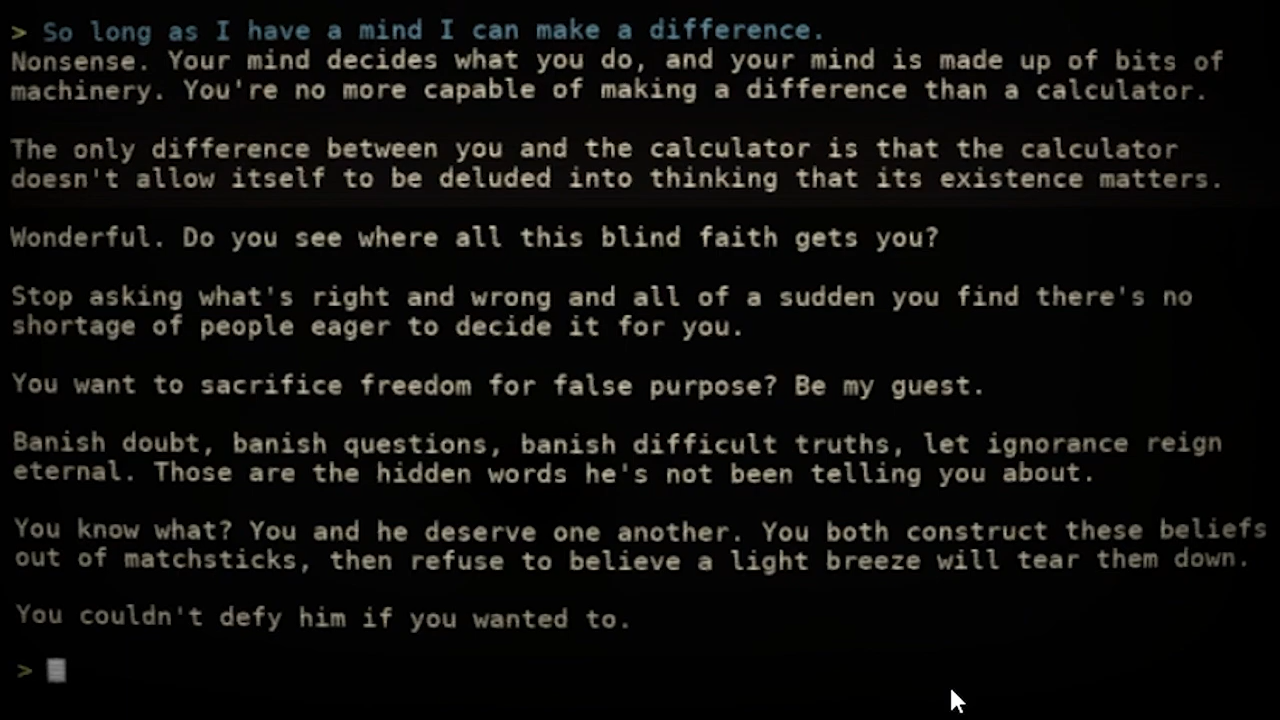 > So long as I have a mind I can make a difference.
Nonsense. Your mind decides what you do, and your mind is made up of bits of
machinery. You're no more capable of making a difference than a calculator.
The only difference between you and the calculator is that the calculator
doesn't allow itself to be deluded into thinking that its existence matters.
Wonderful. Do you see where all this blind faith gets you?
Stop asking what's right and wrong and all of a sudden you find there's no
shortage of people eager to decide it for you.
You want to sacrifice freedom for false purpose? Be my guest.
Banish doubt, banish questions, banish difficult truths, let ignorance reign
eternal. Those are the hidden words he's not been telling you about.
You know what? You and he deserve one another. You both construct these beliefs
out of matchsticks, then refuse to believe a light breeze will tear them down.
You couldn't defy him if you wanted to.
>